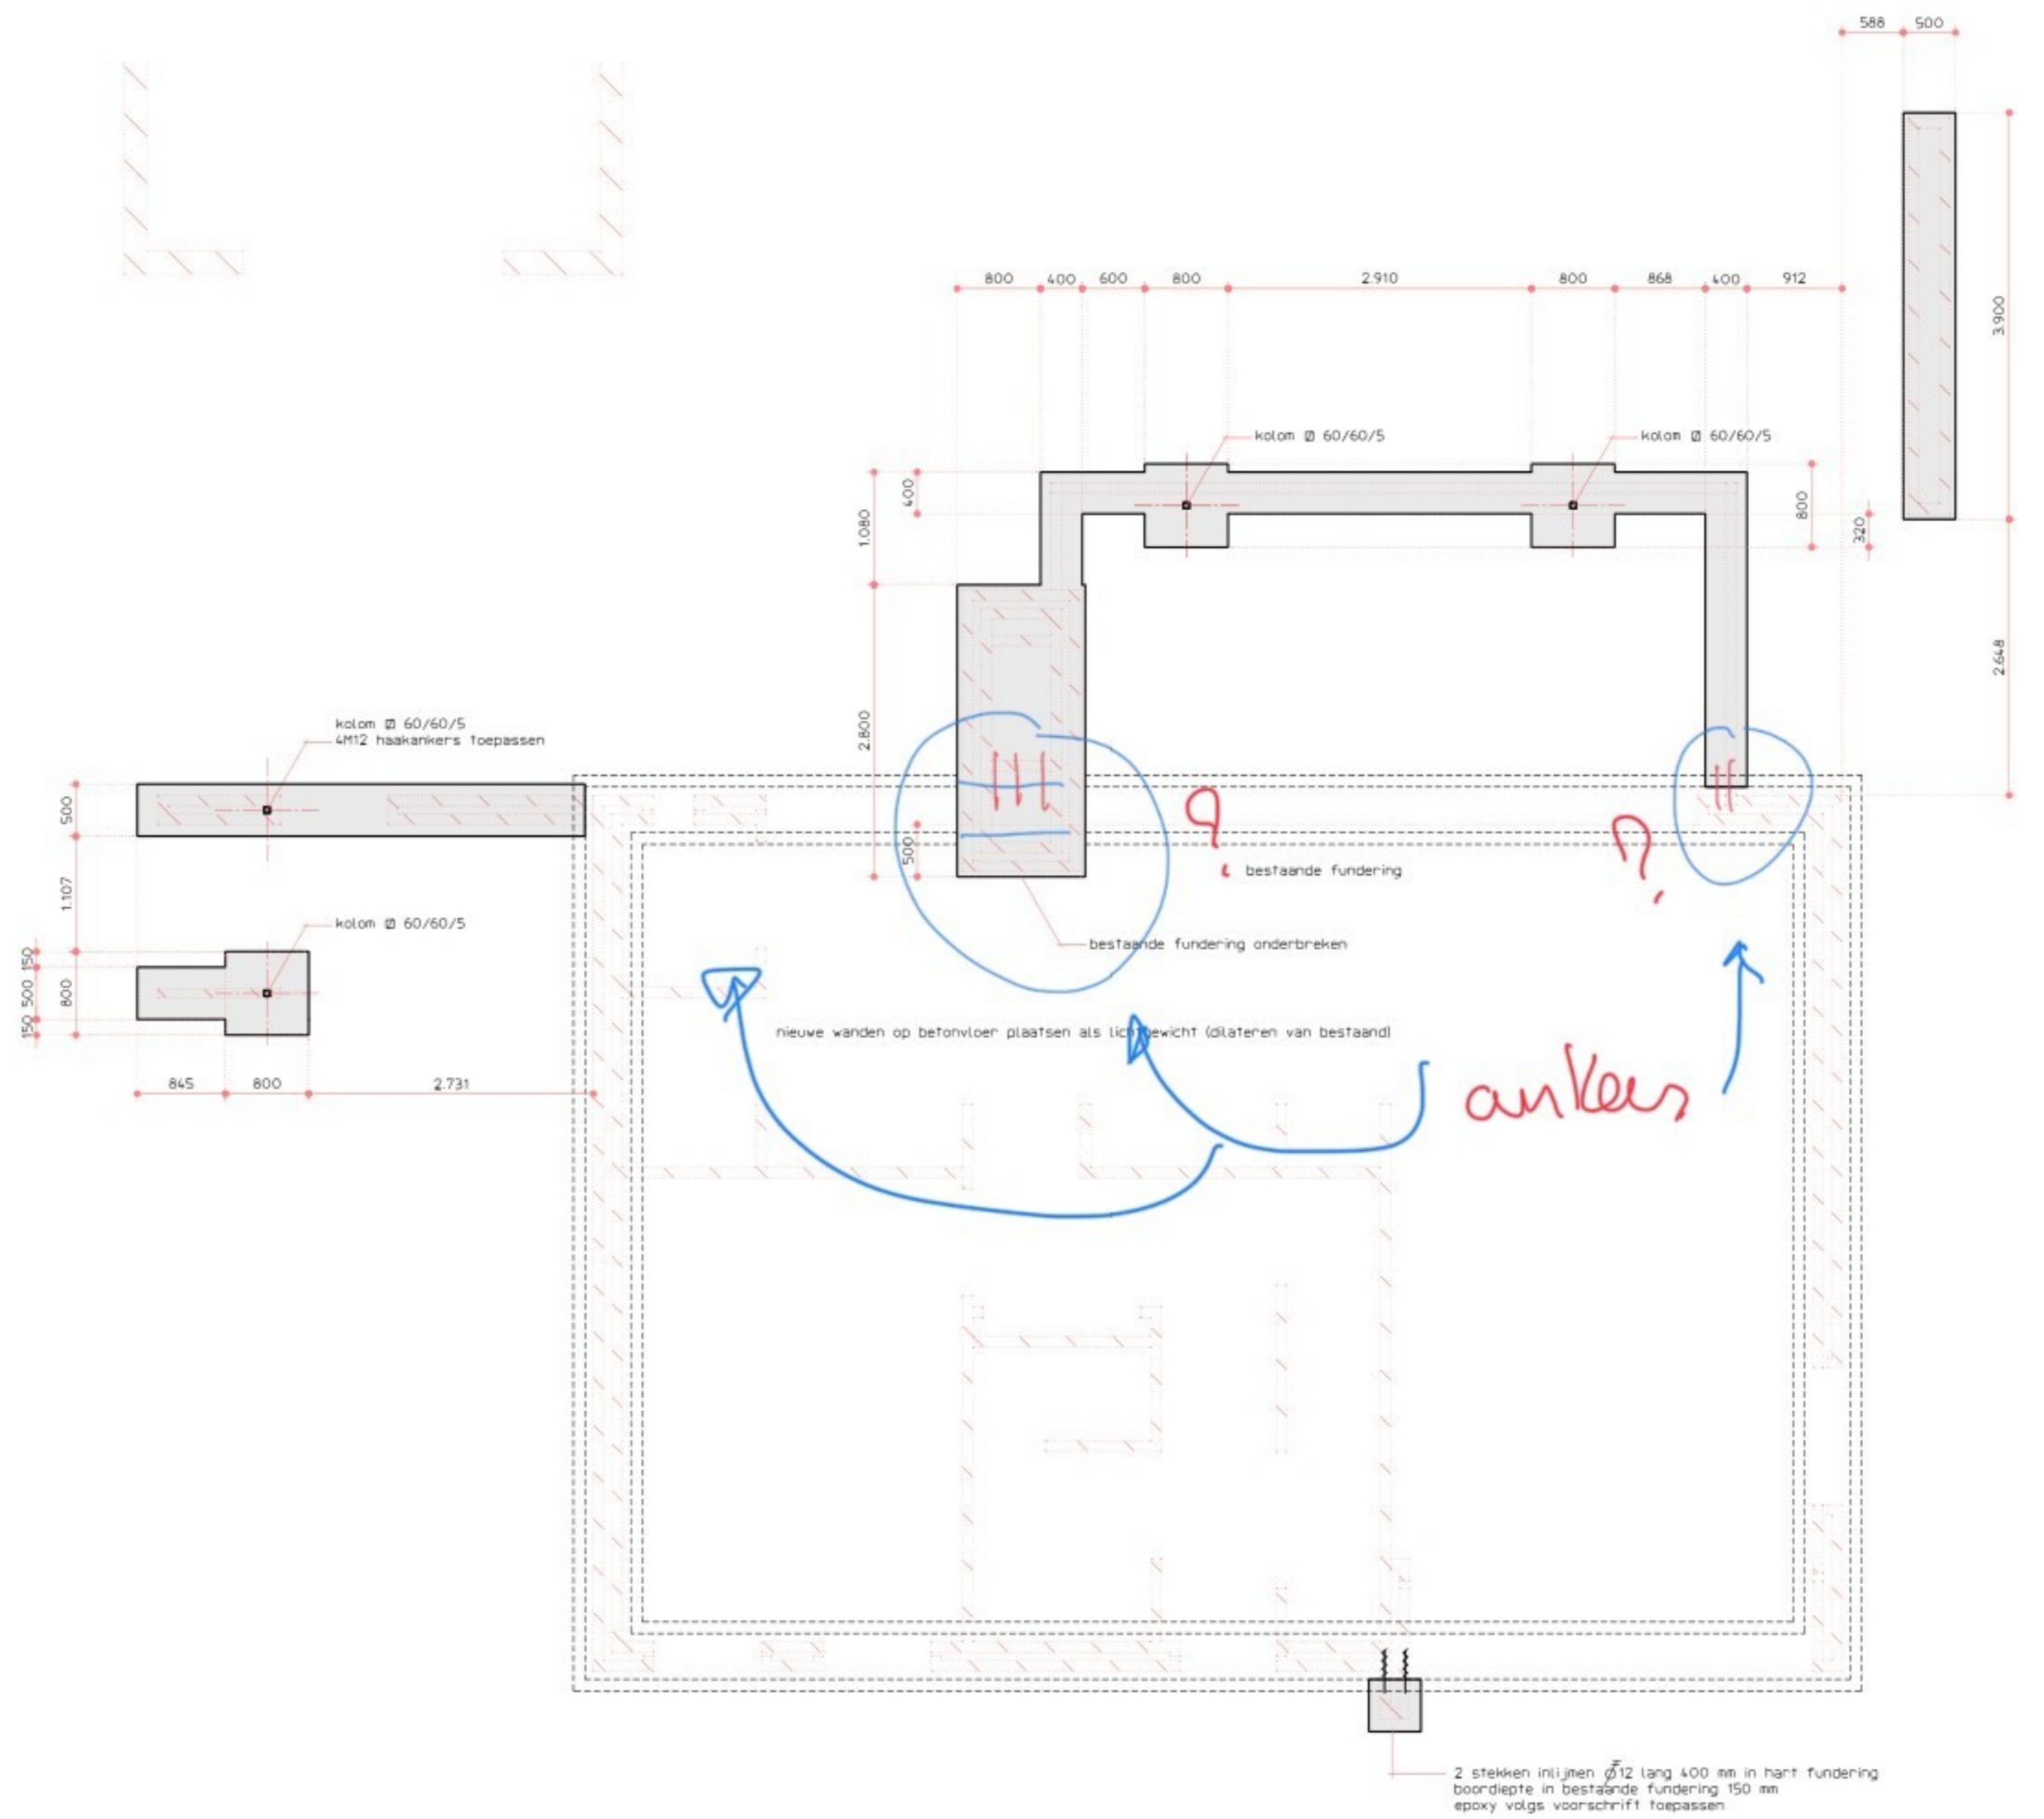 588 500
3.900
2.648
800 400 600 800 2.910 800 868 400 912
kolom ⌀ 60/60/5
kolom ⌀ 60/60/5
400
1.080
800
320
2.800
500
kolom ⌀ 60/60/5
4M12 haakankers toepassen
500
1.107
kolom ⌀ 60/60/5
150
500
150
800
845 800 2.731
?
? bestaande fundering
bestaande fundering onderbreken
nieuwe wanden op betonvloer plaatsen als lichtgewicht (dilateren van bestaand)
ankers
2 stekken inlijmen ⌀12 lang 400 mm in hart fundering
boordiepte in bestaande fundering 150 mm
epoxy volgs voorschrift toepassen